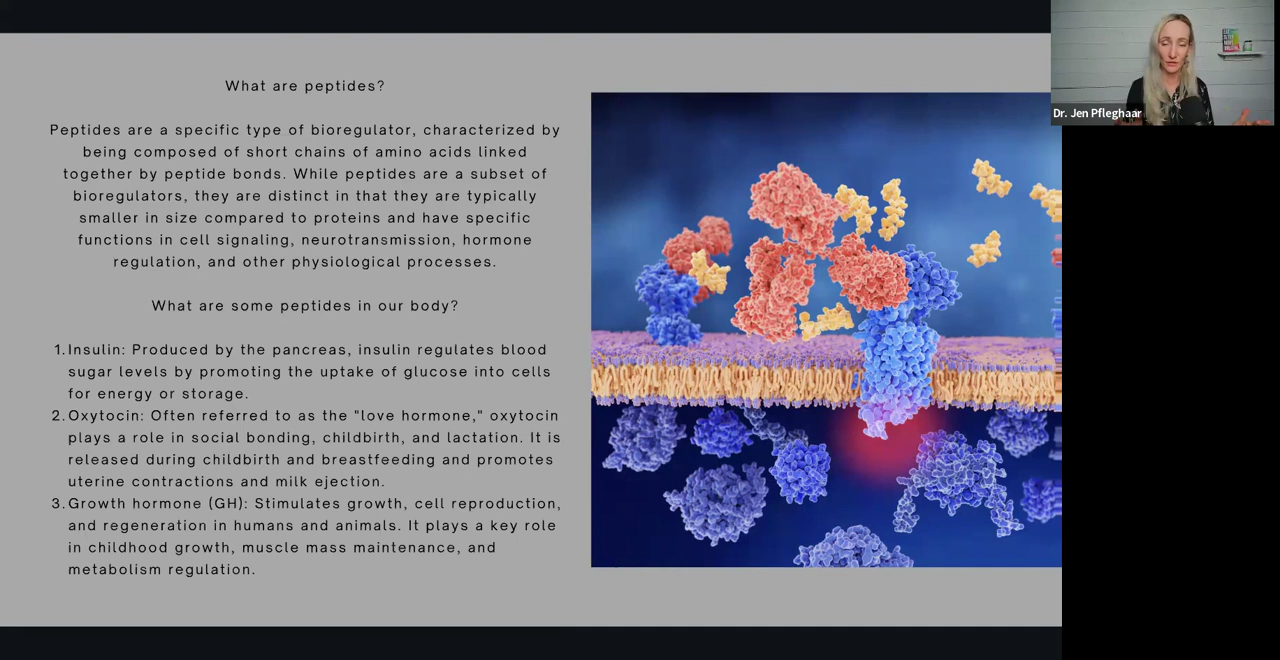 What are peptides?
Peptides are a specific type of bioregulator, characterized by
being composed of short chains of amino acids linked
together by peptide bonds. While peptides are a subset of
bioregulators, they are distinct in that they are typically
smaller in size compared to proteins and have specific
functions in cell signaling, neurotransmission, hormone
regulation, and other physiological processes.
What are some peptides in our body?
1. Insulin: Produced by the pancreas, insulin regulates blood
sugar levels by promoting the uptake of glucose into cells
for energy or storage.
2. Oxytocin: Often referred to as the "love hormone," oxytocin
plays a role in social bonding, childbirth, and lactation. It is
released during childbirth and breastfeeding and promotes
uterine contractions and milk ejection.
3. Growth hormone (GH): Stimulates growth, cell reproduction,
and regeneration in humans and animals. It plays a key role
in childhood growth, muscle mass maintenance, and
metabolism regulation.
Dr. Jen Pfleghaar